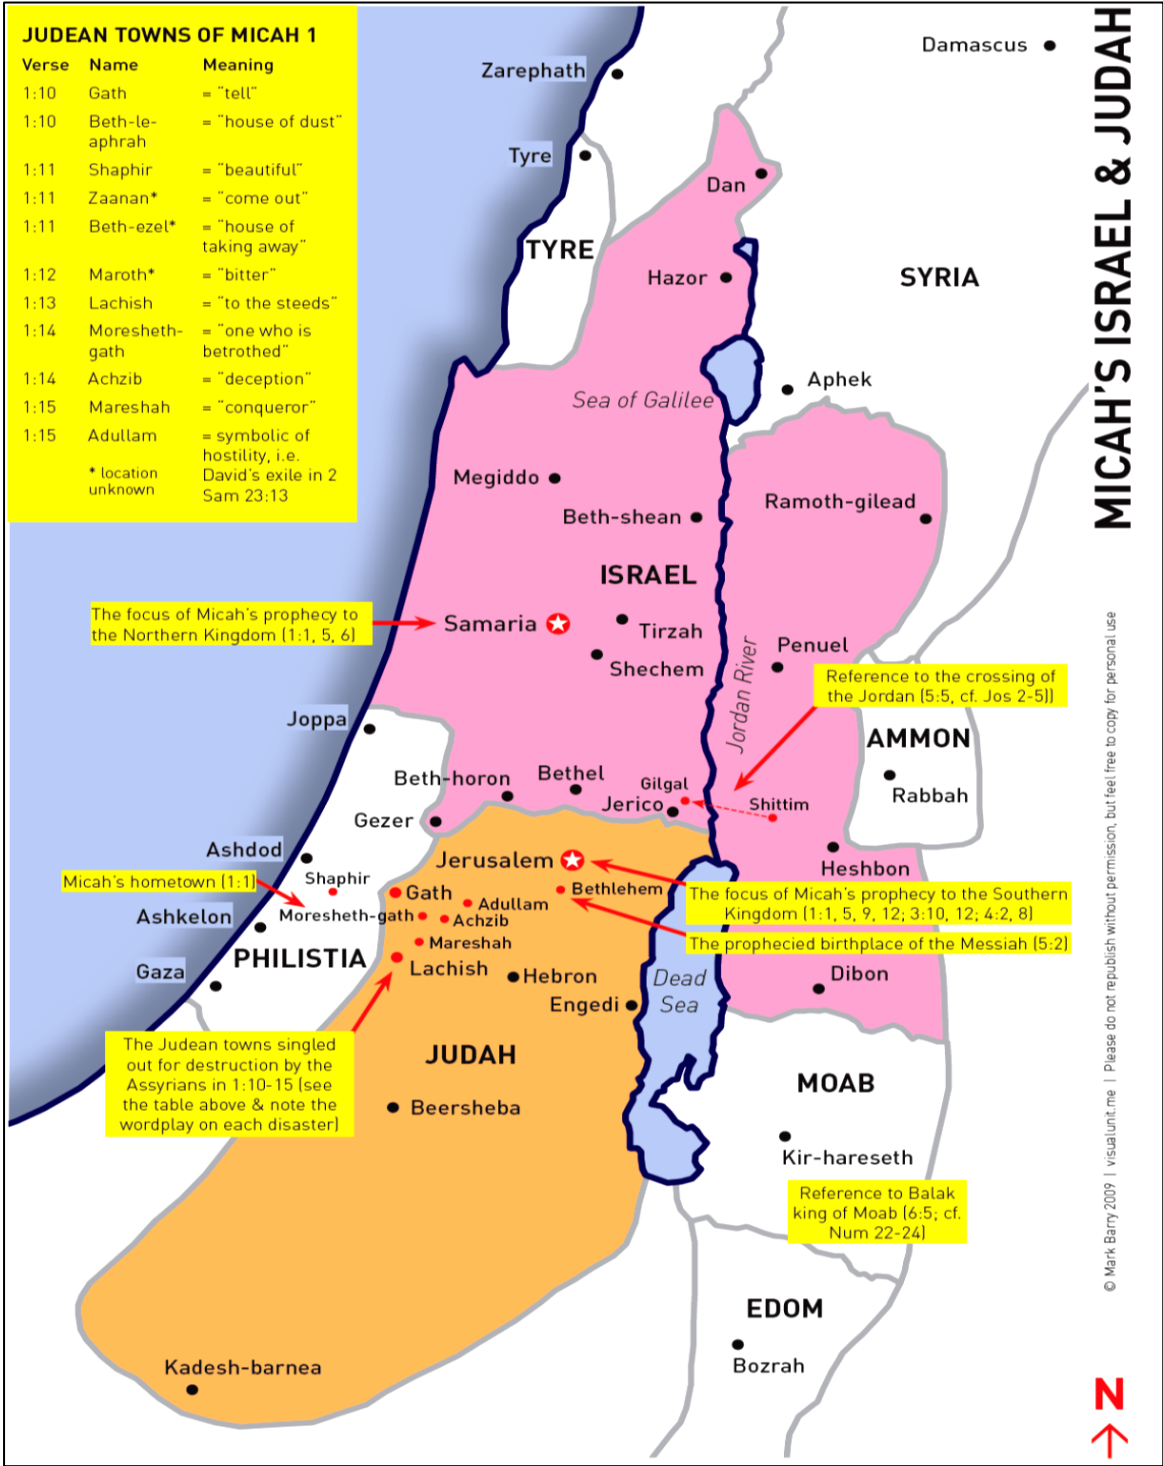 JUDEAN TOWNS OF MICAH 1
Verse Name Meaning
1:10 Gath = "tell"
1:10 Beth-le-aphrah = "house of dust"
1:11 Shaphir = "beautiful"
1:11 Zaanan* = "come out"
1:11 Beth-ezel* = "house of taking away"
1:12 Maroth* = "bitter"
1:13 Lachish = "to the steeds"
1:14 Moresheth-gath = "one who is betrothed"
1:14 Achzib = "deception"
1:15 Mareshah = "conqueror"
1:15 Adullam = symbolic of hostility, i.e. David's exile in 2 Sam 23:13
* location unknown
MICAH'S ISRAEL & JUDAH
Damascus
Zarephath
Tyre
Dan
TYRE
Hazor
SYRIA
Aphek
Sea of Galilee
Megiddo
Ramoth-gilead
Beth-shean
ISRAEL
The focus of Micah's prophecy to
the Northern Kingdom (1:1, 5, 6)
Samaria
Tirzah
Shechem
Jordan River
Penuel
Reference to the crossing of
the Jordan (5:5, cf. Jos 2-5))
Joppa
AMMON
Rabbah
Beth-horon
Bethel
Gilgal
Jerico
Shittim
Gezer
Ashdod
Jerusalem
Heshbon
Micah's hometown (1:1)
Shaphir
Gath
Bethlehem
The focus of Micah's prophecy to the Southern
Kingdom (1:1, 5, 9, 12; 3:10, 12; 4:2, 8)
Adullam
Moresheth-gath
Achzib
Ashkelon
Mareshah
The prophecied birthplace of the Messiah (5:2)
PHILISTIA
Lachish
Gaza
Hebron
Dead
Sea
Dibon
Engedi
The Judean towns singled
out for destruction by the
Assyrians in 1:10-15 (see
the table above & note the
wordplay on each disaster)
JUDAH
MOAB
Beersheba
Kir-hareseth
Reference to Balak
king of Moab (6:5; cf.
Num 22-24)
EDOM
Bozrah
Kadesh-barnea
© Mark Barry 2009 | visualunit.me | Please do not republish without permission, but feel free to copy for personal use
N